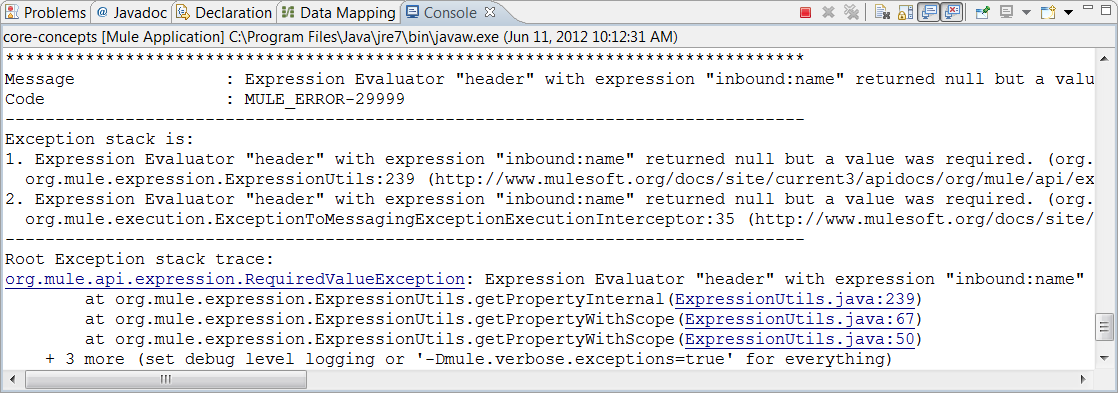 Problems @ Javadoc Declaration Data Mapping Console
core-concepts [Mule Application] C:\Program Files\Java\jre7\bin\javaw.exe (Jun 11, 2012 10:12:31 AM)
********************************************************************************
Message : Expression Evaluator "header" with expression "inbound:name" returned null but a valu
Code : MULE_ERROR-29999
--------------------------------------------------------------------------------
Exception stack is:
1. Expression Evaluator "header" with expression "inbound:name" returned null but a value was required. (org.
org.mule.expression.ExpressionUtils:239 (http://www.mulesoft.org/docs/site/current3/apidocs/org/mule/api/ex
2. Expression Evaluator "header" with expression "inbound:name" returned null but a value was required. (org.
org.mule.execution.ExceptionToMessagingExceptionExecutionInterceptor:35 (http://www.mulesoft.org/docs/site/
--------------------------------------------------------------------------------
Root Exception stack trace:
org.mule.api.expression.RequiredValueException: Expression Evaluator "header" with expression "inbound:name"
at org.mule.expression.ExpressionUtils.getPropertyInternal(ExpressionUtils.java:239)
at org.mule.expression.ExpressionUtils.getPropertyWithScope(ExpressionUtils.java:67)
at org.mule.expression.ExpressionUtils.getPropertyWithScope(ExpressionUtils.java:50)
+ 3 more (set debug level logging or '-Dmule.verbose.exceptions=true' for everything)